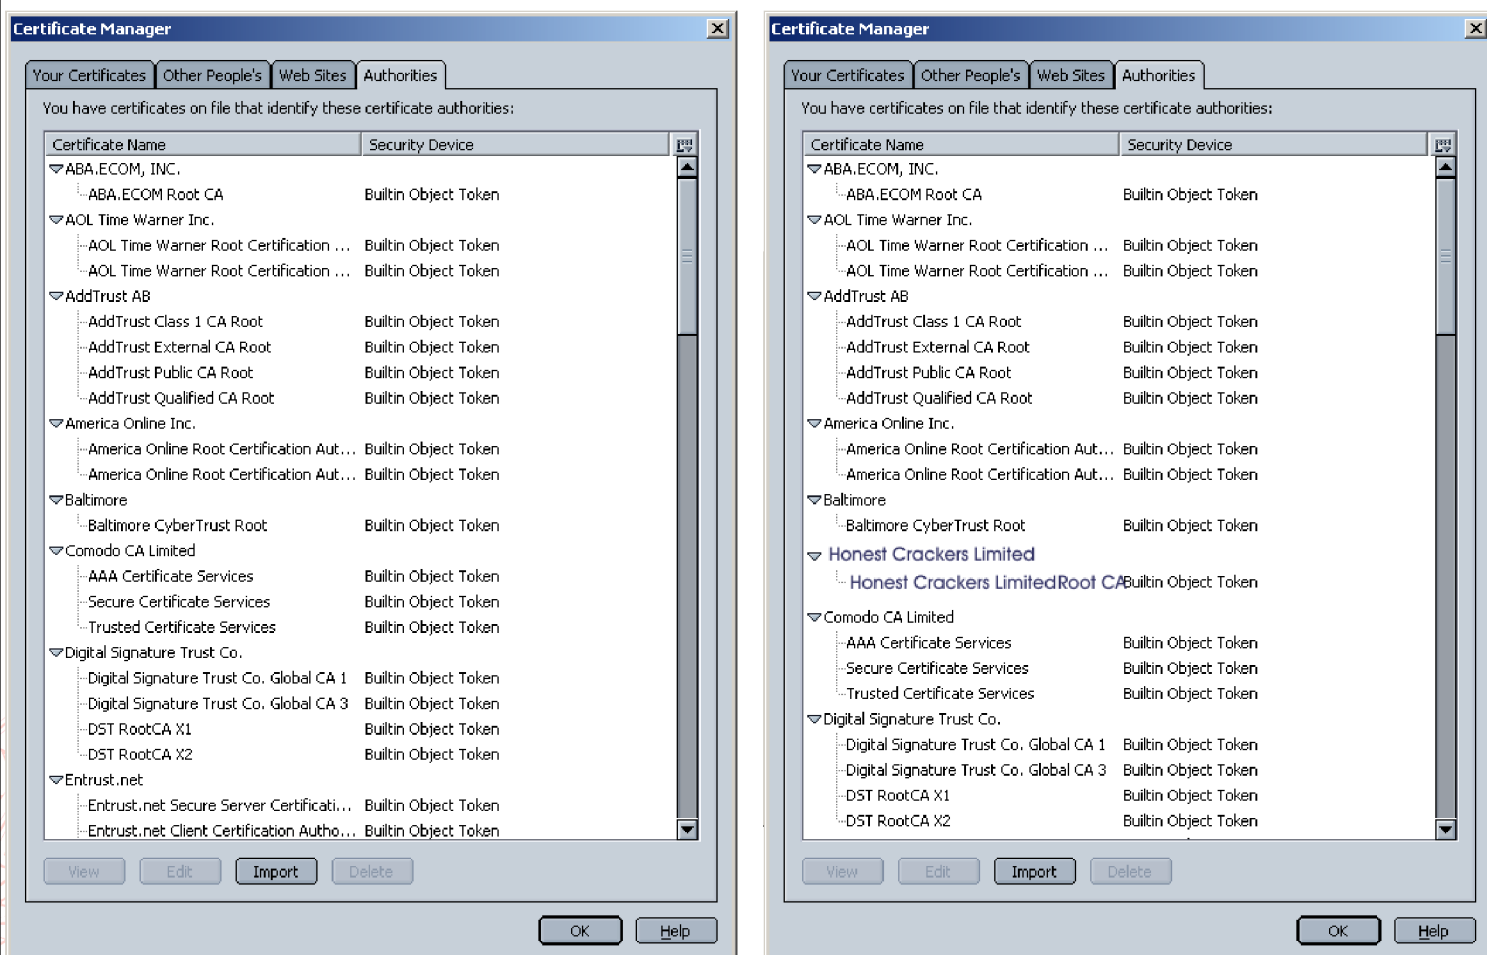 Certificate Manager
Your Certificates Other People's Web Sites Authorities
You have certificates on file that identify these certificate authorities:
Certificate Name Security Device
ABA.ECOM, INC.
ABA.ECOM Root CA Builtin Object Token
AOL Time Warner Inc.
AOL Time Warner Root Certification ... Builtin Object Token
AOL Time Warner Root Certification ... Builtin Object Token
AddTrust AB
AddTrust Class 1 CA Root Builtin Object Token
AddTrust External CA Root Builtin Object Token
AddTrust Public CA Root Builtin Object Token
AddTrust Qualified CA Root Builtin Object Token
America Online Inc.
America Online Root Certification Aut... Builtin Object Token
America Online Root Certification Aut... Builtin Object Token
Baltimore
Baltimore CyberTrust Root Builtin Object Token
Comodo CA Limited
AAA Certificate Services Builtin Object Token
Secure Certificate Services Builtin Object Token
Trusted Certificate Services Builtin Object Token
Digital Signature Trust Co.
Digital Signature Trust Co. Global CA 1 Builtin Object Token
Digital Signature Trust Co. Global CA 3 Builtin Object Token
DST RootCA X1 Builtin Object Token
DST RootCA X2 Builtin Object Token
Entrust.net
Entrust.net Secure Server Certificati... Builtin Object Token
Entrust.net Client Certification Autho... Builtin Object Token
View Edit Import Delete
OK Help
Certificate Manager
Your Certificates Other People's Web Sites Authorities
You have certificates on file that identify these certificate authorities:
Certificate Name Security Device
ABA.ECOM, INC.
ABA.ECOM Root CA Builtin Object Token
AOL Time Warner Inc.
AOL Time Warner Root Certification ... Builtin Object Token
AOL Time Warner Root Certification ... Builtin Object Token
AddTrust AB
AddTrust Class 1 CA Root Builtin Object Token
AddTrust External CA Root Builtin Object Token
AddTrust Public CA Root Builtin Object Token
AddTrust Qualified CA Root Builtin Object Token
America Online Inc.
America Online Root Certification Aut... Builtin Object Token
America Online Root Certification Aut... Builtin Object Token
Baltimore
Baltimore CyberTrust Root Builtin Object Token
Honest Crackers Limited
Honest Crackers LimitedRoot CA Builtin Object Token
Comodo CA Limited
AAA Certificate Services Builtin Object Token
Secure Certificate Services Builtin Object Token
Trusted Certificate Services Builtin Object Token
Digital Signature Trust Co.
Digital Signature Trust Co. Global CA 1 Builtin Object Token
Digital Signature Trust Co. Global CA 3 Builtin Object Token
DST RootCA X1 Builtin Object Token
DST RootCA X2 Builtin Object Token
View Edit Import Delete
OK Help